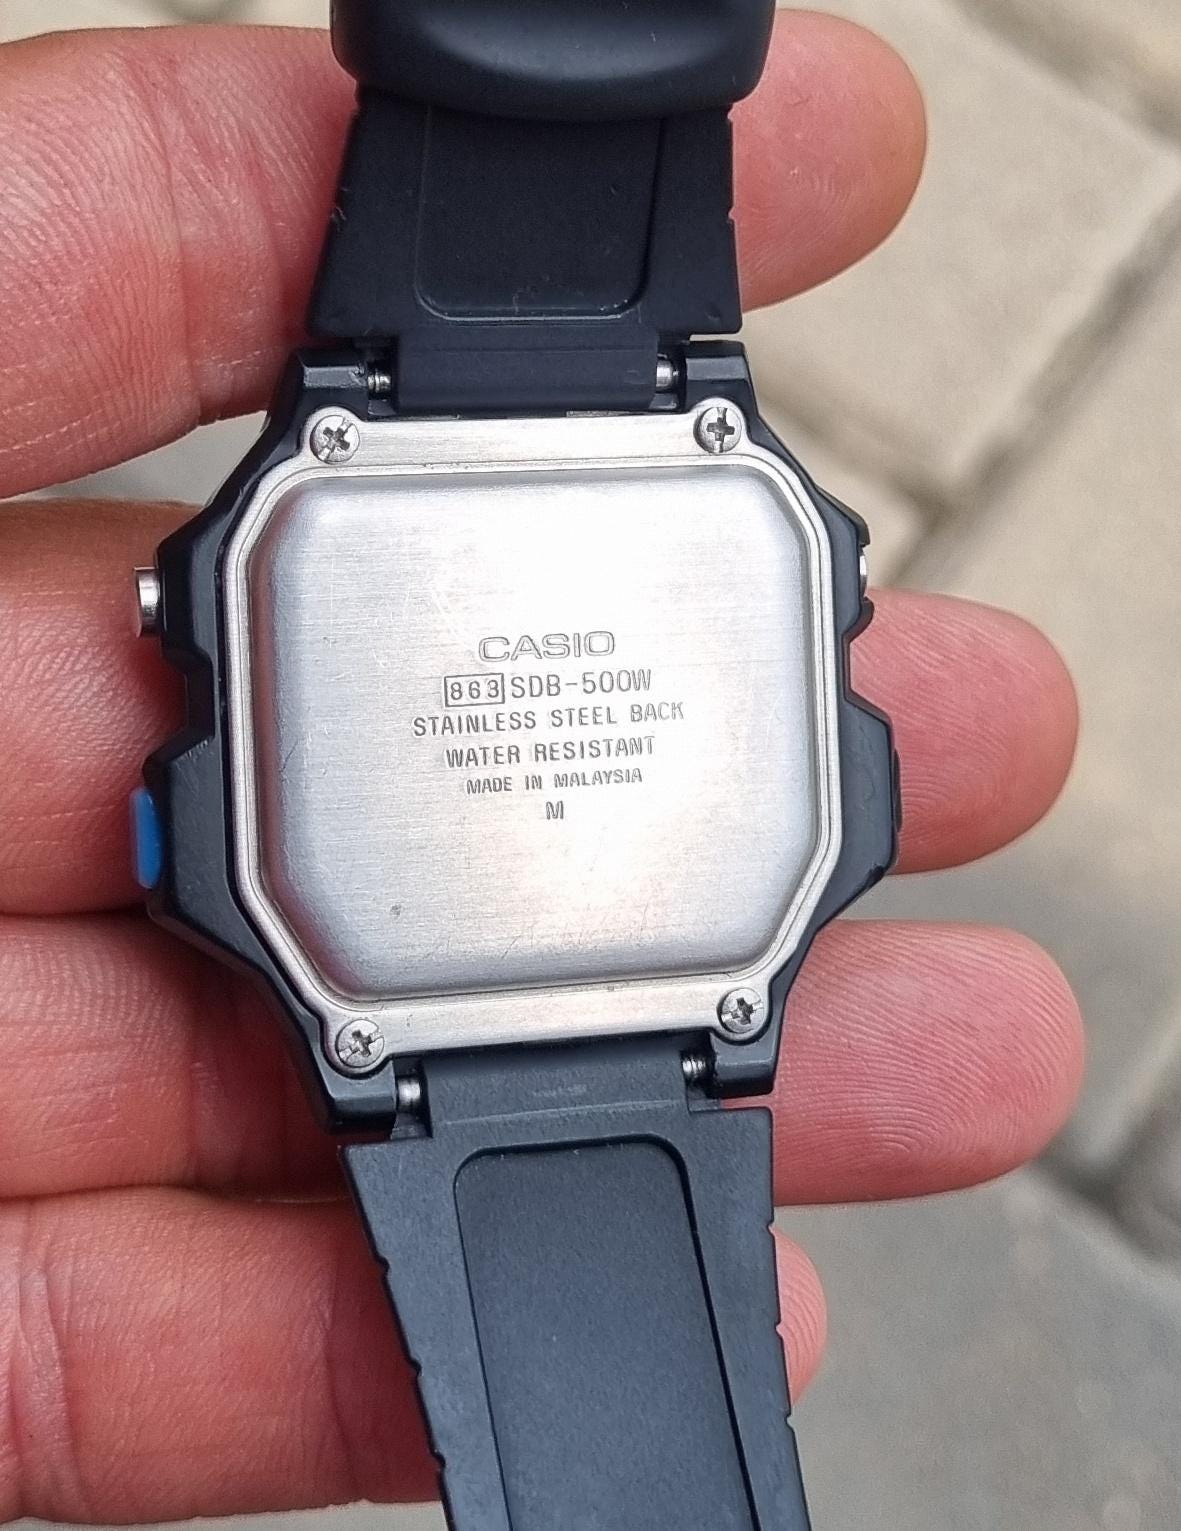 CASIO
863 SDB-500W
STAINLESS STEEL BACK
WATER RESISTANT
MADE IN MALAYSIA
M